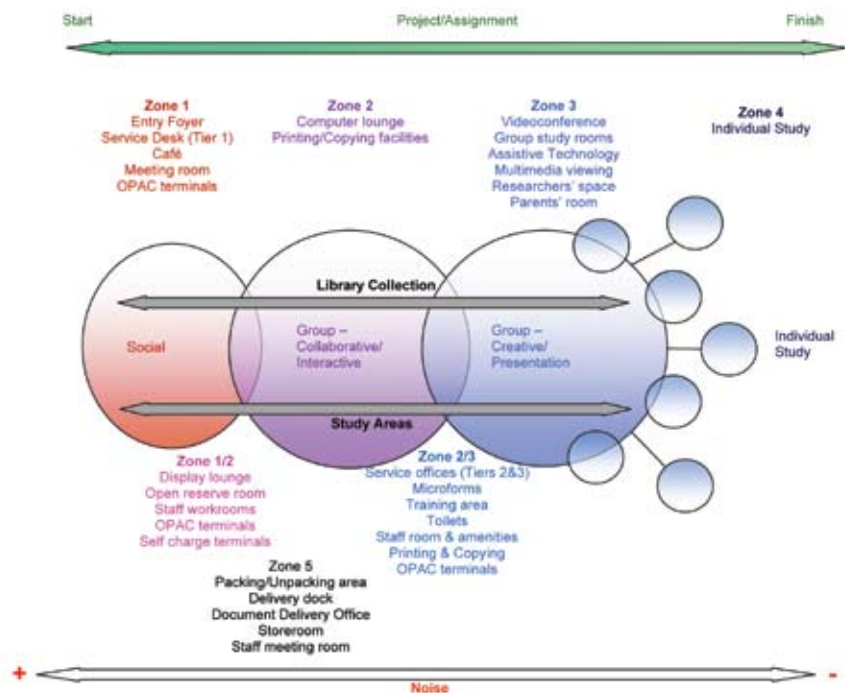 Start
Project/Assignment
Finish
Zone 1
Entry Foyer
Service Desk (Tier 1)
Café
Meeting room
OPAC terminals
Zone 2
Computer lounge
Printing/Copying facilities
Zone 3
Videoconference
Group study rooms
Assistive Technology
Multimedia viewing
Researchers' space
Parents' room
Zone 4
Individual Study
Library Collection
Social
Group –
Collaborative/
Interactive
Group –
Creative/
Presentation
Individual
Study
Study Areas
Zone 1/2
Display lounge
Open reserve room
Staff workrooms
OPAC terminals
Self charge terminals
Zone 2/3
Service offices (Tiers 2&3)
Microforms
Training area
Toilets
Staff room & amenities
Printing & Copying
OPAC terminals
Zone 5
Packing/Unpacking area
Delivery dock
Document Delivery Office
Storeroom
Staff meeting room
+
-
Noise